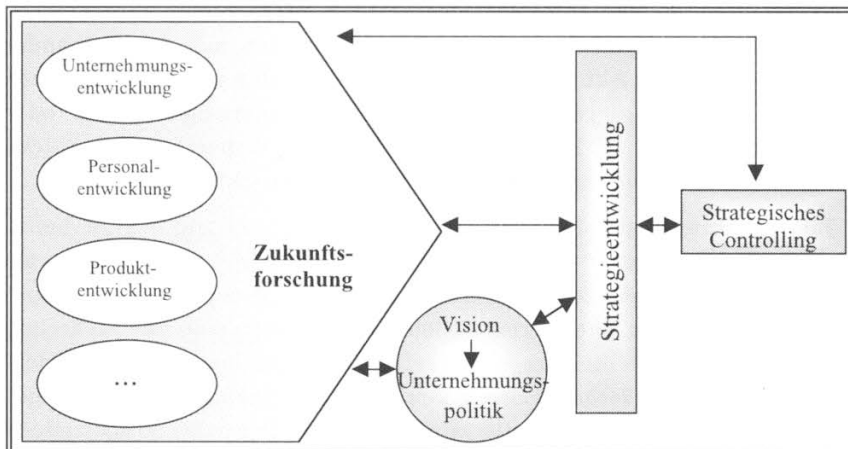 Unternehmungs-
entwicklung
Personal-
entwicklung
Produkt-
entwicklung
...
Zukunfts-
forschung
Vision
Unternehmungs-
politik
Strategieentwicklung
Strategisches
Controlling